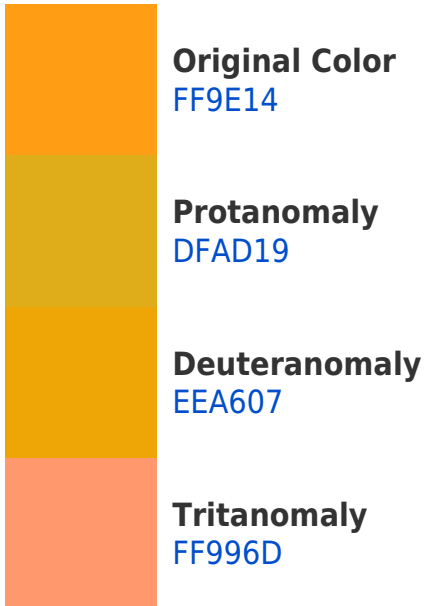 Original Color
FF9E14
Protanomaly
DFAD19
Deuteranomaly
EEA607
Tritanomaly
FF996D